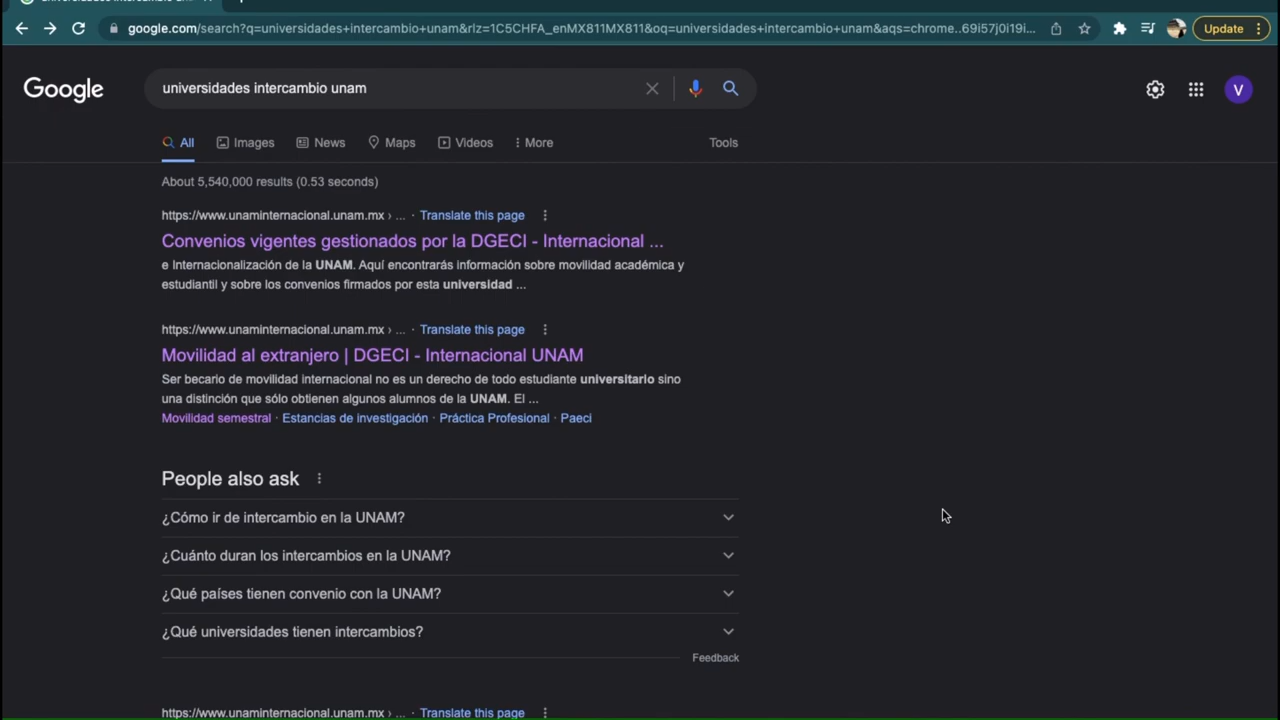 google.com/search?q=universidades+intercambio+unam&rlz=1C5CHFA_enMX811MX811&oq=universidades+intercambio+unam&aqs=chrome..69i57j0i19i...
Update
Google
universidades intercambio unam
V
All
Images
News
Maps
Videos
More
Tools
About 5,540,000 results (0.53 seconds)
https://www.unaminternacional.unam.mx › ... · Translate this page
Convenios vigentes gestionados por la DGECI - Internacional ...
e Internacionalización de la UNAM. Aquí encontrarás información sobre movilidad académica y
estudiantil y sobre los convenios firmados por esta universidad ...
https://www.unaminternacional.unam.mx › ... · Translate this page
Movilidad al extranjero | DGECI - Internacional UNAM
Ser becario de movilidad internacional no es un derecho de todo estudiante universitario sino
una distinción que sólo obtienen algunos alumnos de la UNAM. El ...
Movilidad semestral · Estancias de investigación · Práctica Profesional · Paeci
People also ask
¿Cómo ir de intercambio en la UNAM?
¿Cuánto duran los intercambios en la UNAM?
¿Qué países tienen convenio con la UNAM?
¿Qué universidades tienen intercambios?
Feedback
https://www.unaminternacional.unam.mx › ... · Translate this page